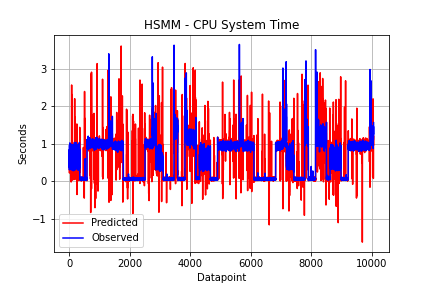 HSMM - CPU System Time
3
2
1
0
−1
Seconds
Predicted
Observed
0
2000
4000
6000
8000
10000
Datapoint